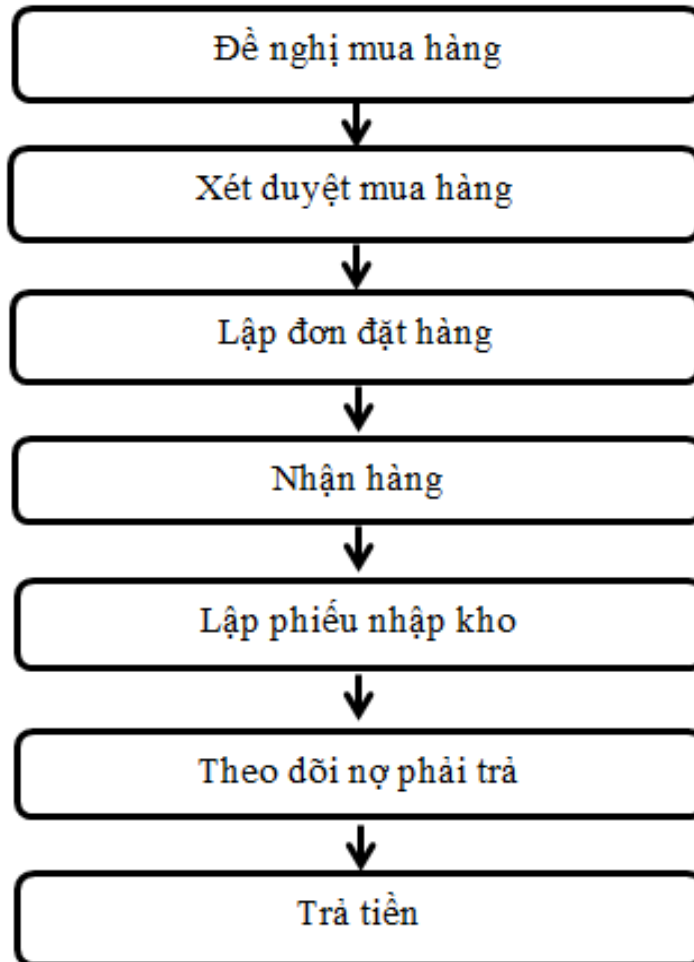 Đề nghị mua hàng
Xét duyệt mua hàng
Lập đơn đặt hàng
Nhận hàng
Lập phiếu nhập kho
Theo dõi nợ phải trả
Trả tiền